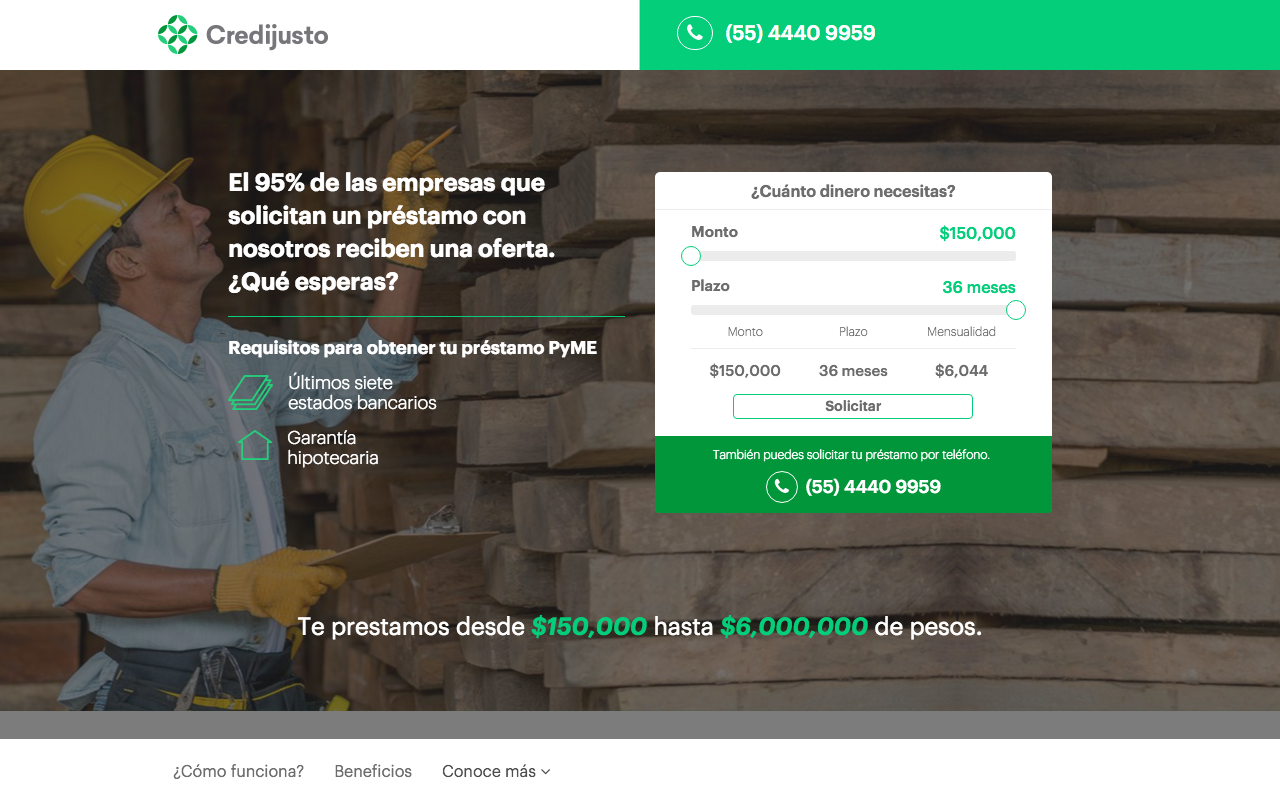 Credijusto
(55) 4440 9959
El 95% de las empresas que
solicitan un préstamo con
nosotros reciben una oferta.
¿Qué esperas?
Requisitos para obtener tu préstamo PyME
Últimos siete
estados bancarios
Garantía
hipotecaria
¿Cuánto dinero necesitas?
Monto $150,000
Plazo 36 meses
Monto Plazo Mensualidad
$150,000 36 meses $6,044
Solicitar
También puedes solicitar tu préstamo por teléfono.
(55) 4440 9959
Te prestamos desde $150,000 hasta $6,000,000 de pesos.
¿Cómo funciona? Beneficios Conoce más